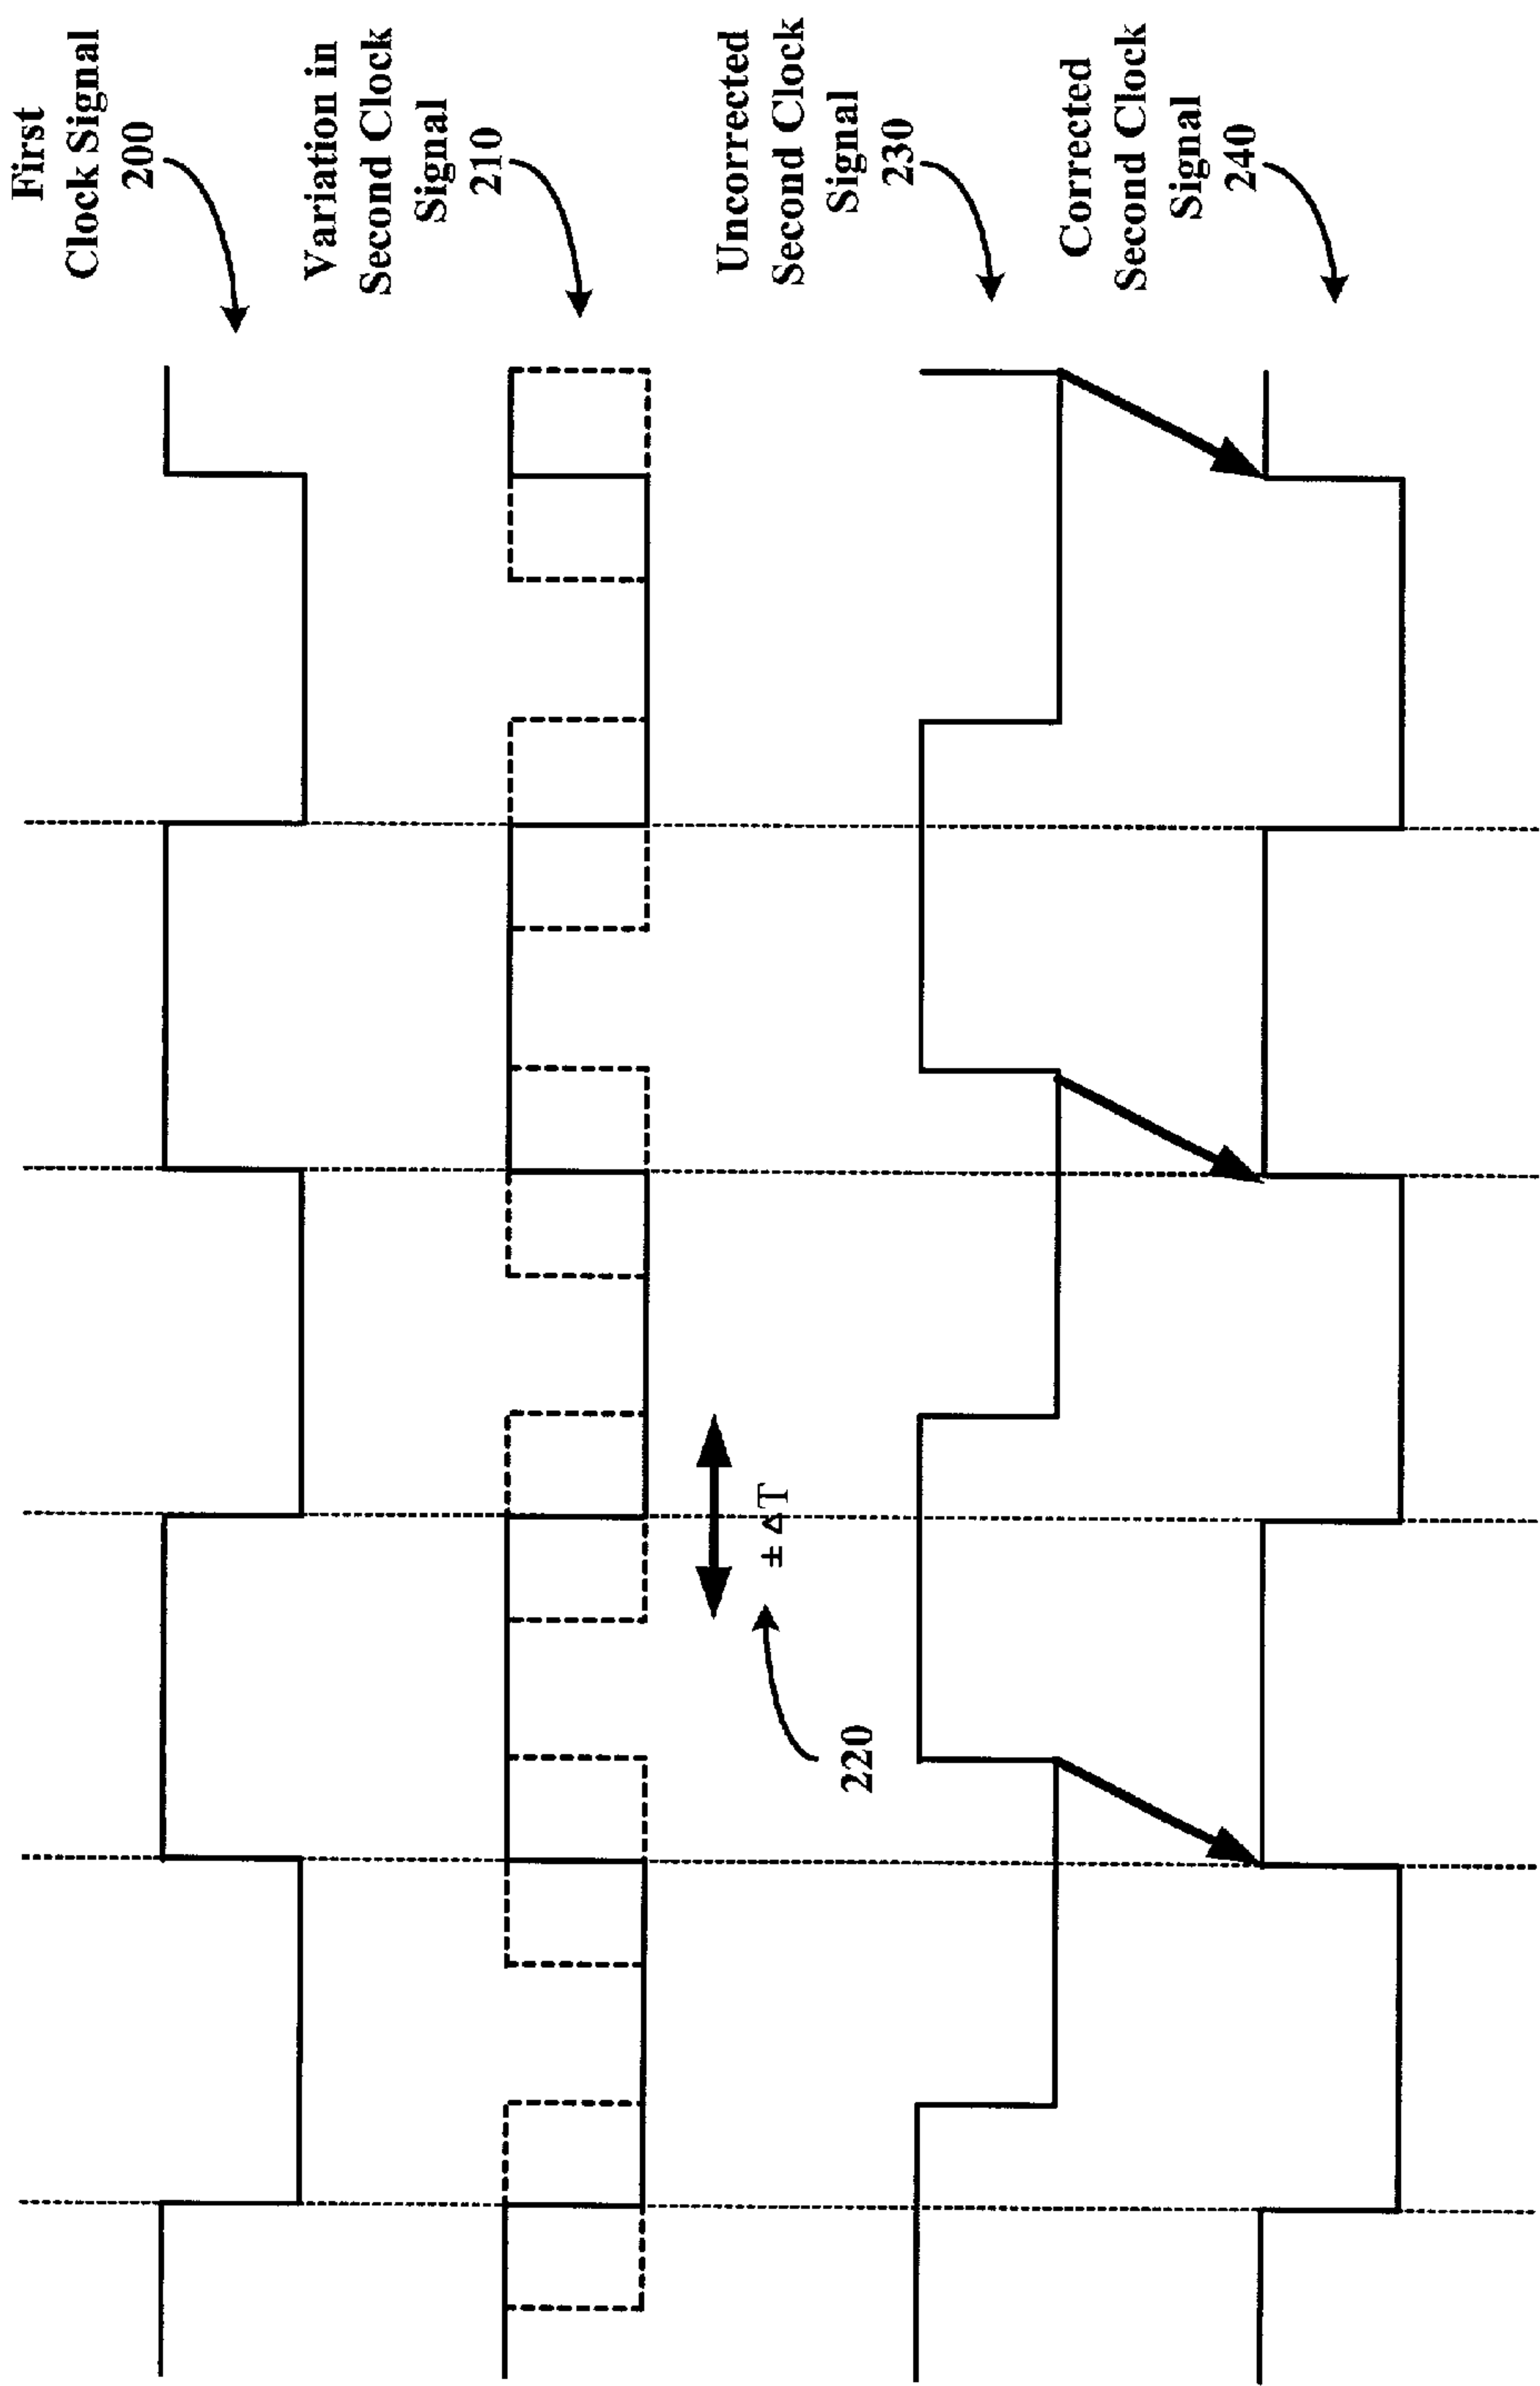 First
Clock Signal
200
Variation in
Second Clock
Signal
210
± ΔT
220
Uncorrected
Second Clock
Signal
230
Corrected
Second Clock
Signal
240